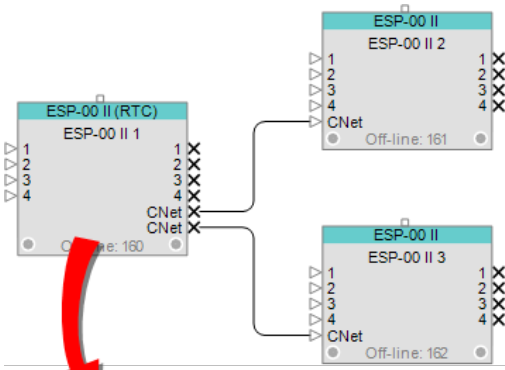 ESP-00 II (RTC)
ESP-00 II 1
1 1
2 2
3 3
4 4
CNet
CNet
160
ESP-00 II
ESP-00 II 2
1 1
2 2
3 3
4 4
CNet
Off-line: 161
ESP-00 II
ESP-00 II 3
1 1
2 2
3 3
4 4
CNet
Off-line: 162